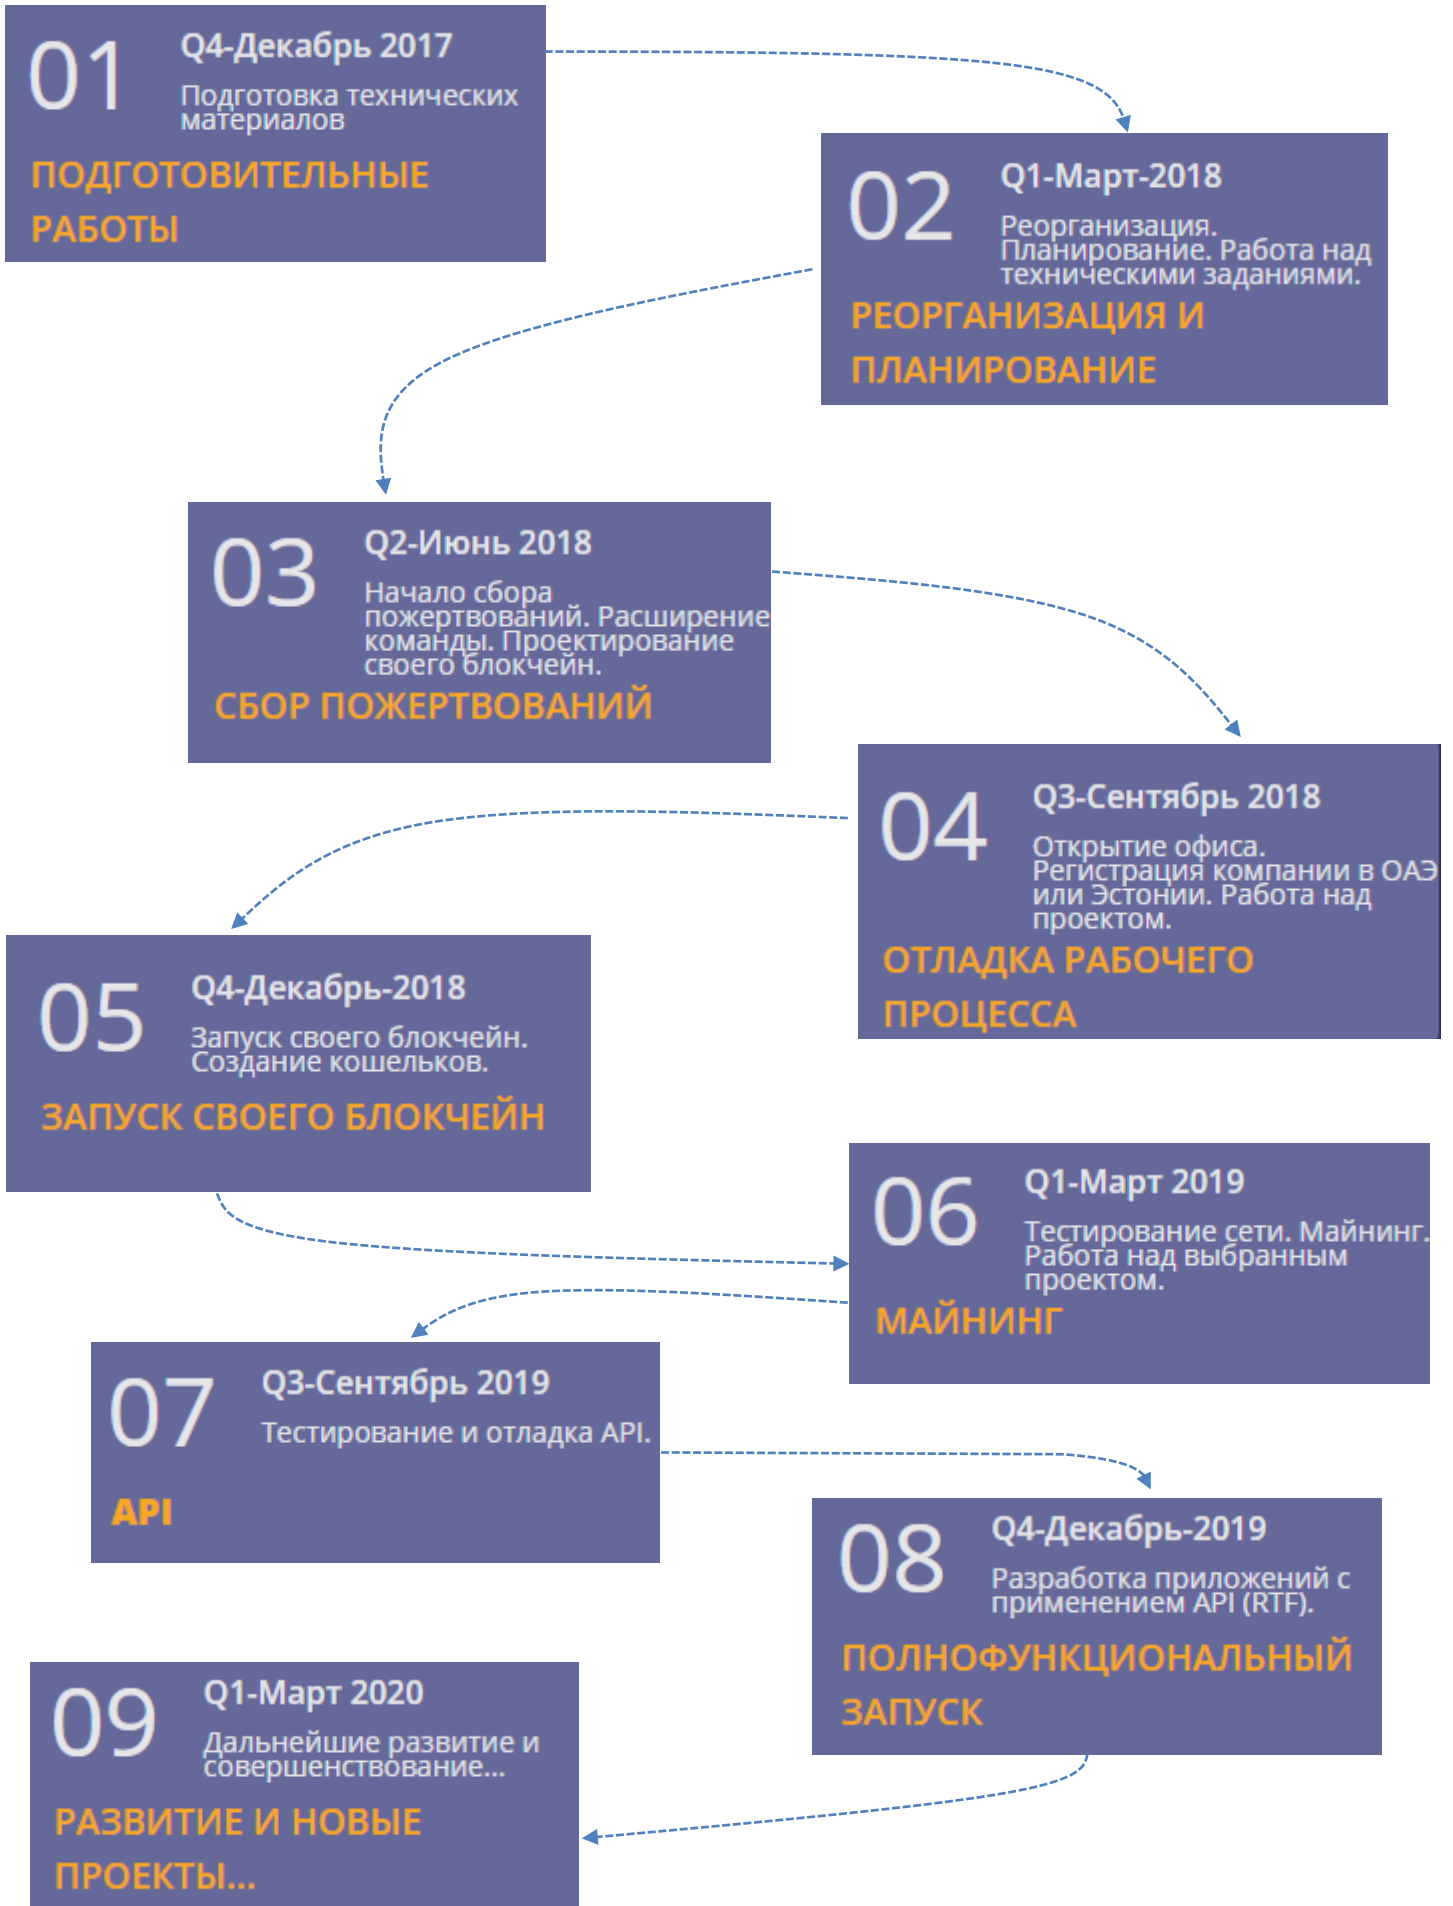 01
Q4-Декабрь 2017
Подготовка технических
материалов
ПОДГОТОВИТЕЛЬНЫЕ
РАБОТЫ
02
Q1-Март-2018
Реорганизация.
Планирование. Работа над
техническими заданиями.
РЕОРГАНИЗАЦИЯ И
ПЛАНИРОВАНИЕ
03
Q2-Июнь 2018
Начало сбора
пожертвований. Расширение
команды. Проектирование
своего блокчейн.
СБОР ПОЖЕРТВОВАНИЙ
04
Q3-Сентябрь 2018
Открытие офиса.
Регистрация компании в ОАЭ
или Эстонии. Работа над
проектом.
ОТЛАДКА РАБОЧЕГО
ПРОЦЕССА
05
Q4-Декабрь-2018
Запуск своего блокчейн.
Создание кошельков.
ЗАПУСК СВОЕГО БЛОКЧЕЙН
06
Q1-Март 2019
Тестирование сети. Майнинг.
Работа над выбранным
проектом.
МАЙНИНГ
07
Q3-Сентябрь 2019
Тестирование и отладка API.
API
08
Q4-Декабрь-2019
Разработка приложений с
применением API (RTF).
ПОЛНОФУНКЦИОНАЛЬНЫЙ
ЗАПУСК
09
Q1-Март 2020
Дальнейшие развитие и
совершенствование...
РАЗВИТИЕ И НОВЫЕ
ПРОЕКТЫ...